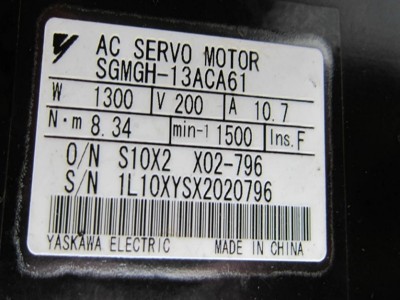 AC SERVO MOTOR
SGMGH-13ACA61
W 1300 V 200 A 10.7
N·m 8.34 min-1 1500 Ins.F
O/N S10X2 X02-796
S/N 1L10XYSX2020796
YASKAWA ELECTRIC MADE IN CHINA